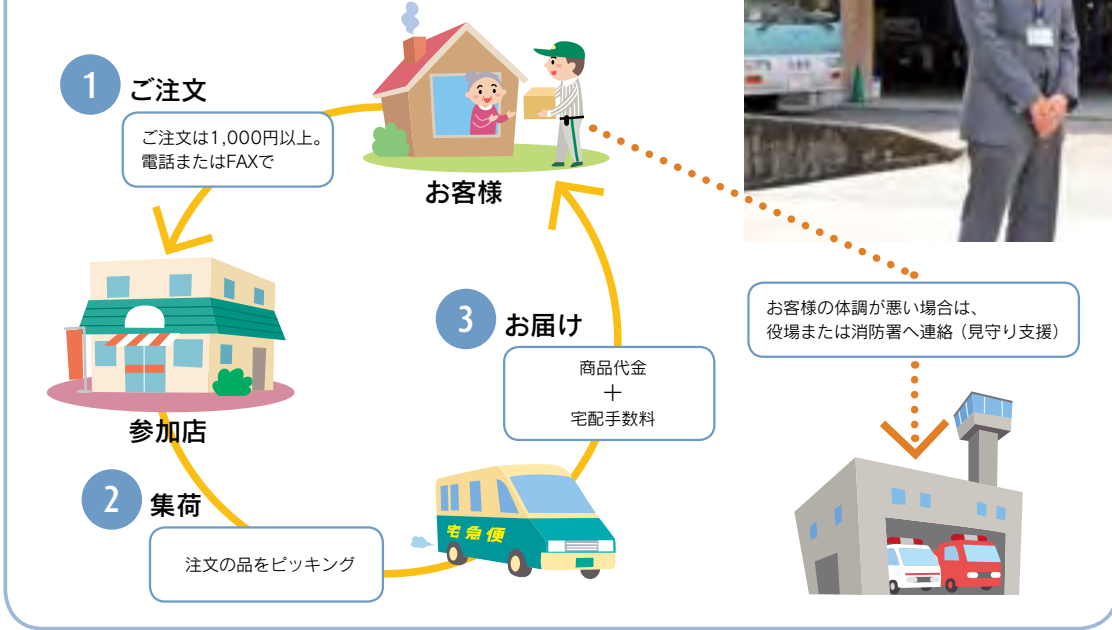 1 ご注文
ご注文は1,000円以上。
電話またはFAXで
お客様
参加店
2 集荷
注文の品をピッキング
宅急便
3 お届け
商品代金
＋
宅配手数料
お客様の体調が悪い場合は、
役場または消防署へ連絡（見守り支援）